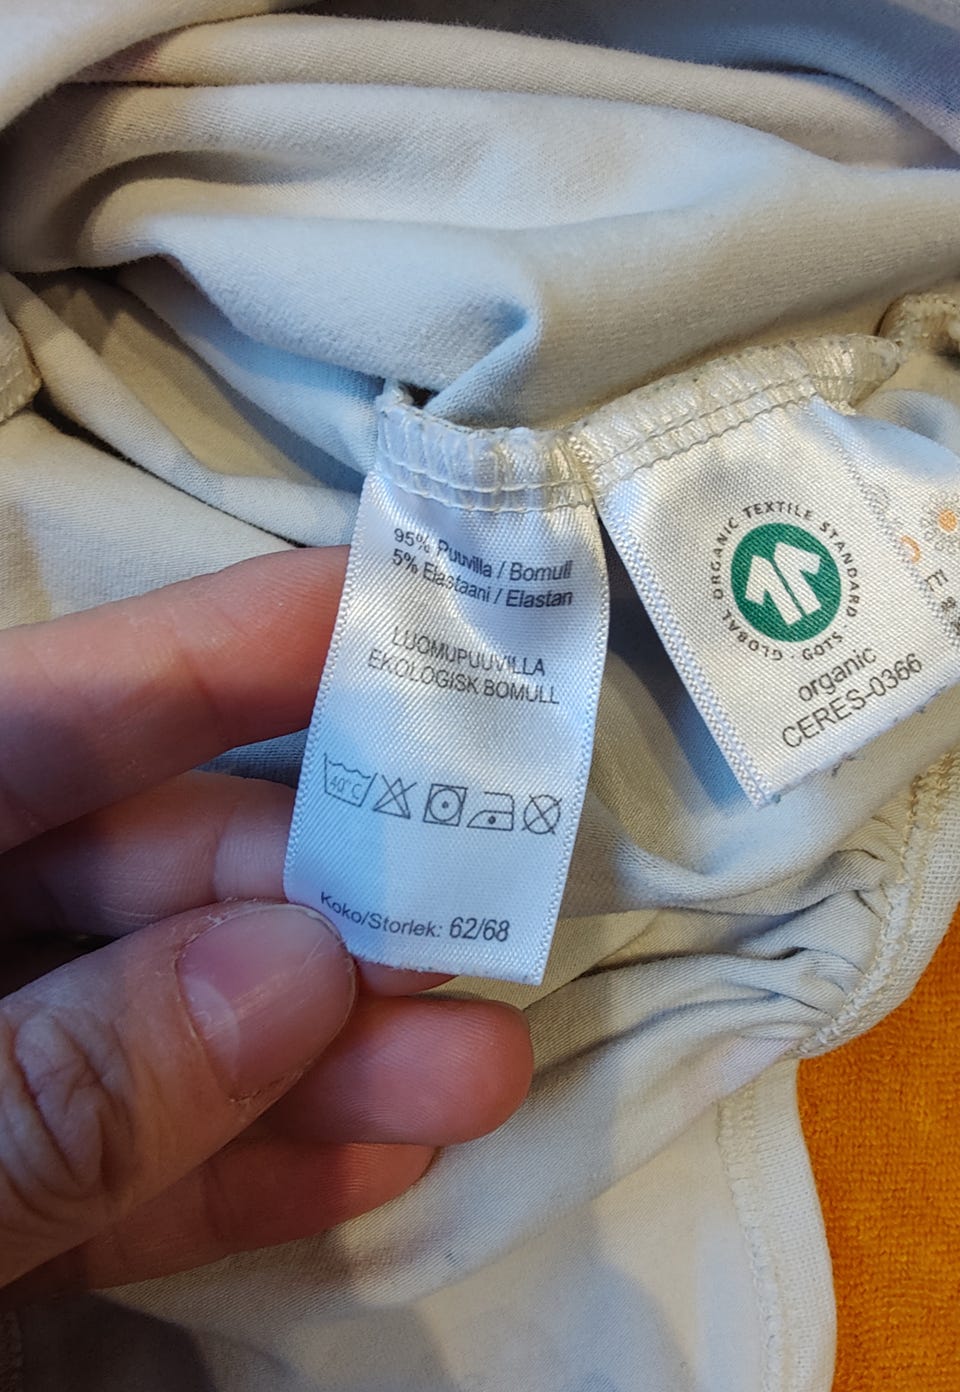 95% Puuvilla / Bomull
5% Elastaani / Elastan
LUOMUPUUVILLA
EKOLOGISK BOMULL
40°C
Koko/Storlek: 62/68
GLOBAL ORGANIC TEXTILE STANDARD · GOTS ·
organic
CERES-0366